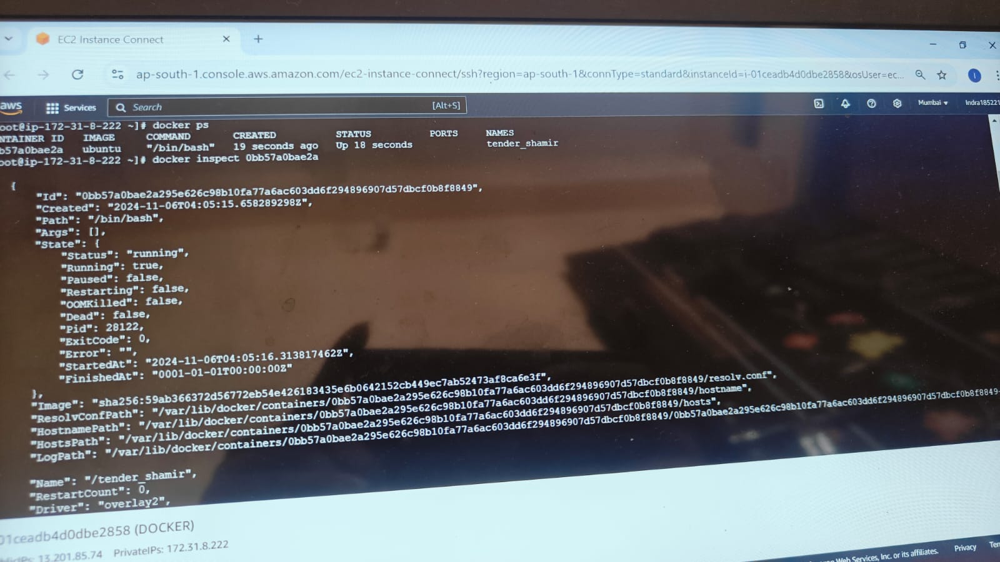 EC2 Instance Connect
ap-south-1.console.aws.amazon.com/ec2-instance-connect/ssh?region=ap-south-1&connType=standard&instanceId=i-01ceadb4d0dbe2858&osUser=ec...
aws Services Search [Alt+S] Mumbai Indra185221
oot@ip-172-31-8-222 ~]# docker ps
NTAINER ID IMAGE COMMAND CREATED STATUS PORTS NAMES
b57a0bae2a ubuntu "/bin/bash" 19 seconds ago Up 18 seconds tender_shamir
oot@ip-172-31-8-222 ~]# docker inspect 0bb57a0bae2a
{
"Id": "0bb57a0bae2a295e626c98b10fa77a6ac603dd6f294896907d57dbcf0b8f8849",
"Created": "2024-11-06T04:05:15.658289298Z",
"Path": "/bin/bash",
"Args": [],
"State": {
"Status": "running",
"Running": true,
"Paused": false,
"Restarting": false,
"OOMKilled": false,
"Dead": false,
"Pid": 28122,
"ExitCode": 0,
"Error": "",
"StartedAt": "2024-11-06T04:05:16.313817462Z",
"FinishedAt": "0001-01-01T00:00:00Z"
},
"Image": "sha256:59ab366372d56772eb54e426183435e6b0642152cb449ec7ab52473af8ca6e3f",
"ResolvConfPath": "/var/lib/docker/containers/0bb57a0bae2a295e626c98b10fa77a6ac603dd6f294896907d57dbcf0b8f8849/resolv.conf",
"HostnamePath": "/var/lib/docker/containers/0bb57a0bae2a295e626c98b10fa77a6ac603dd6f294896907d57dbcf0b8f8849/hostname",
"HostsPath": "/var/lib/docker/containers/0bb57a0bae2a295e626c98b10fa77a6ac603dd6f294896907d57dbcf0b8f8849/hosts",
"LogPath": "/var/lib/docker/containers/0bb57a0bae2a295e626c98b10fa77a6ac603dd6f294896907d57dbcf0b8f8849/0bb57a0bae2a295e626c98b10fa77a6ac603dd6f294896907d57dbcf0b8f8849-
"Name": "/tender_shamir",
"RestartCount": 0,
"Driver": "overlay2",
01ceadb4d0dbe2858 (DOCKER)
13.201.85.74 PrivateIPs: 172.31.8.222
Web Services, Inc. or its affiliates. Privacy